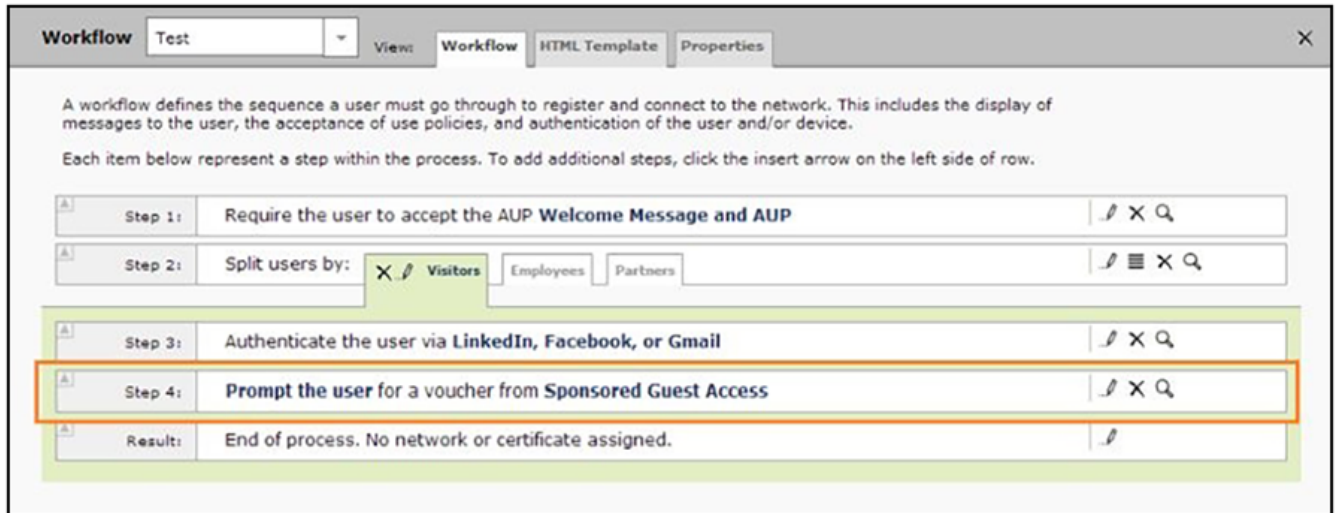 Workflow Test View: Workflow HTML Template Properties
A workflow defines the sequence a user must go through to register and connect to the network. This includes the display of
messages to the user, the acceptance of use policies, and authentication of the user and/or device.
Each item below represent a step within the process. To add additional steps, click the insert arrow on the left side of row.
Step 1: Require the user to accept the AUP Welcome Message and AUP
Step 2: Split users by: Visitors Employees Partners
Step 3: Authenticate the user via LinkedIn, Facebook, or Gmail
Step 4: Prompt the user for a voucher from Sponsored Guest Access
Result: End of process. No network or certificate assigned.